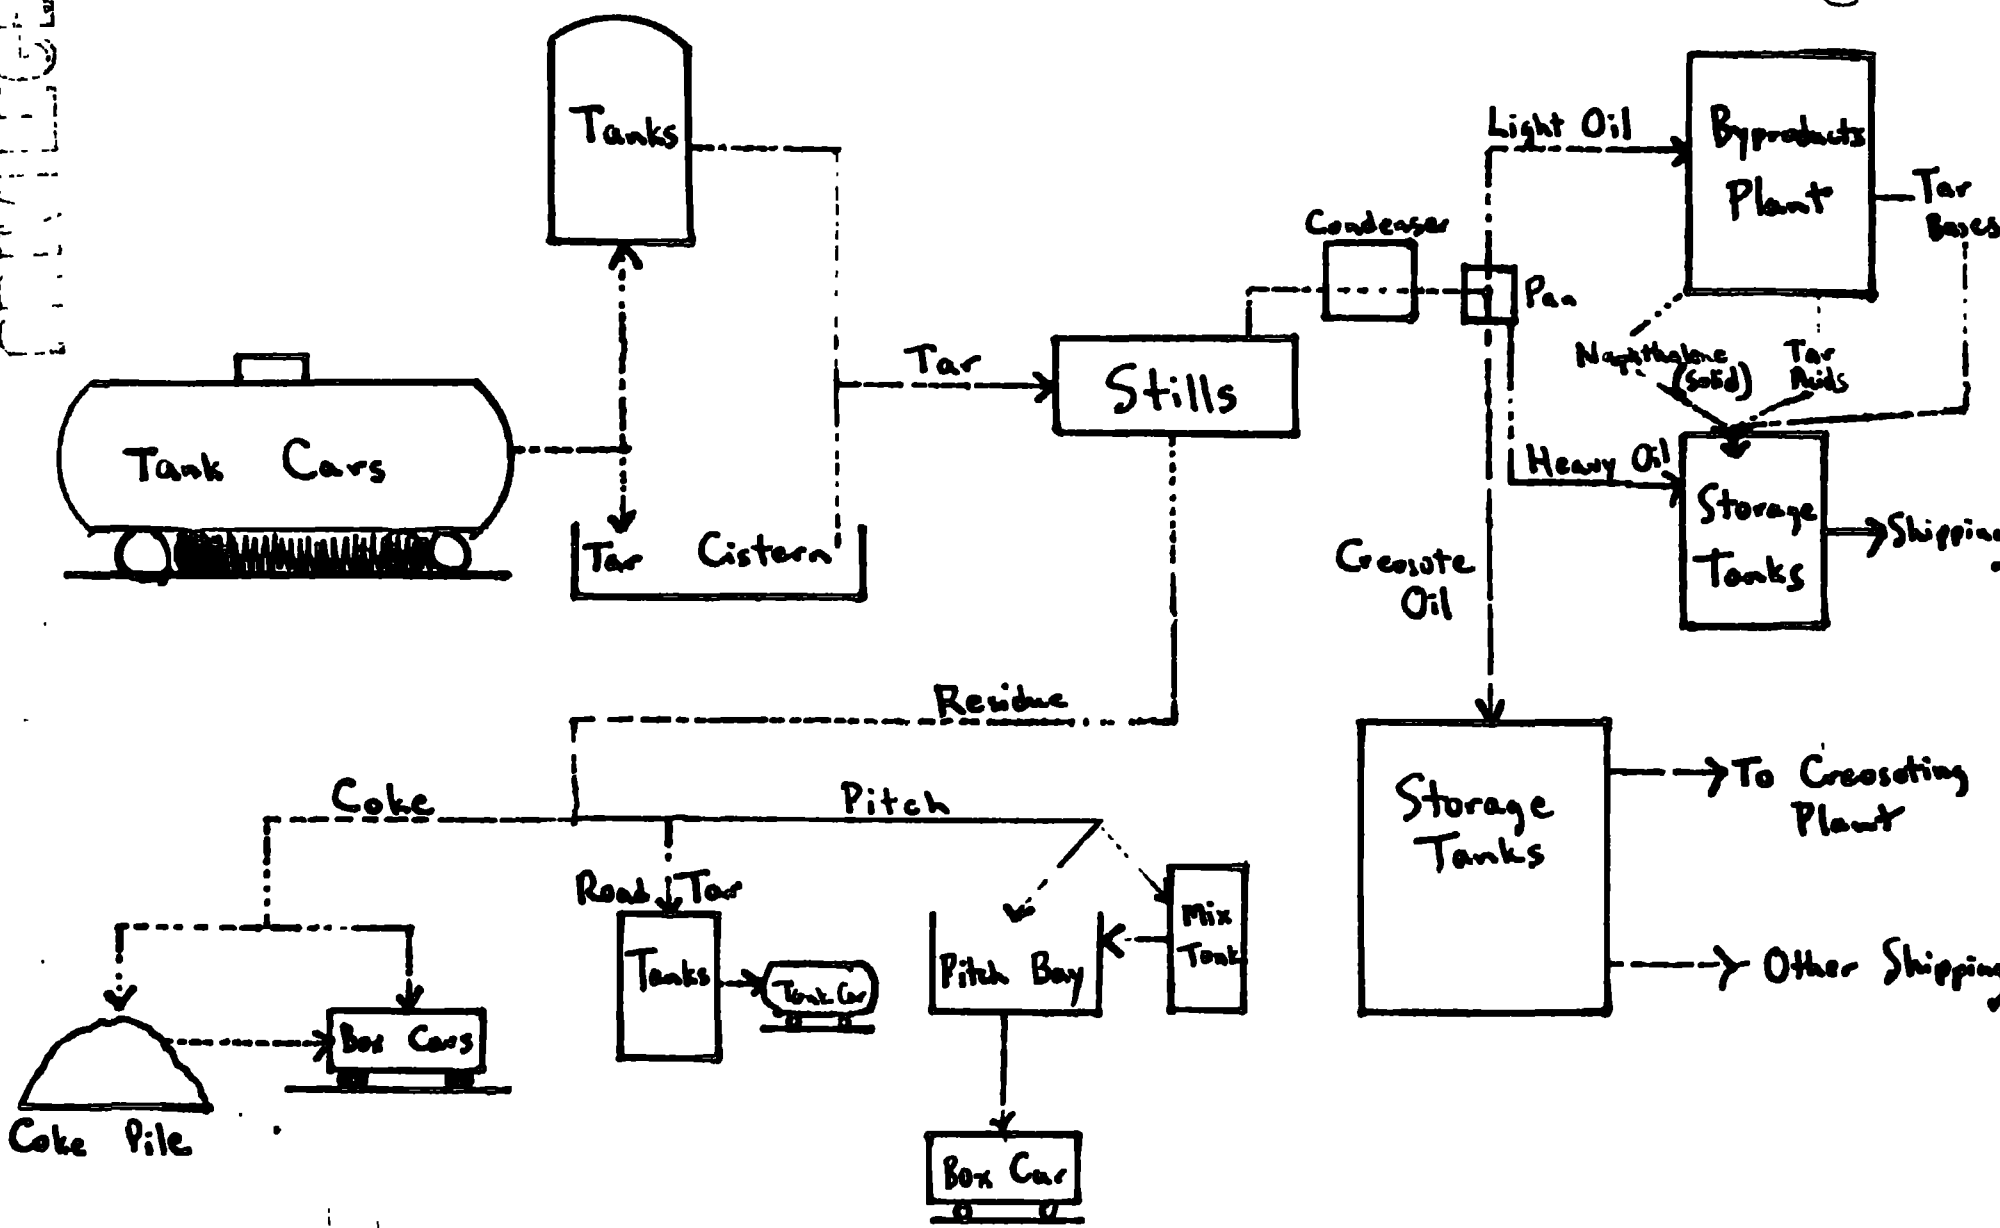 Tanks
Light Oil
Byproducts
Plant
Tar
Bases
Condenser
Pan
Naphthalene
(Solid)
Tar
Acids
Tar
Stills
Tank Cars
Heavy Oil
Storage
Tanks
Shipping
Tar Cistern
Creosote
Oil
Residue
Coke
Pitch
Storage
Tanks
To Creosoting
Plant
Road Tar
Mix
Tank
Tanks
Tank Car
Pitch Bay
Other Shipping
Box Cars
Coke Pile
Box Car